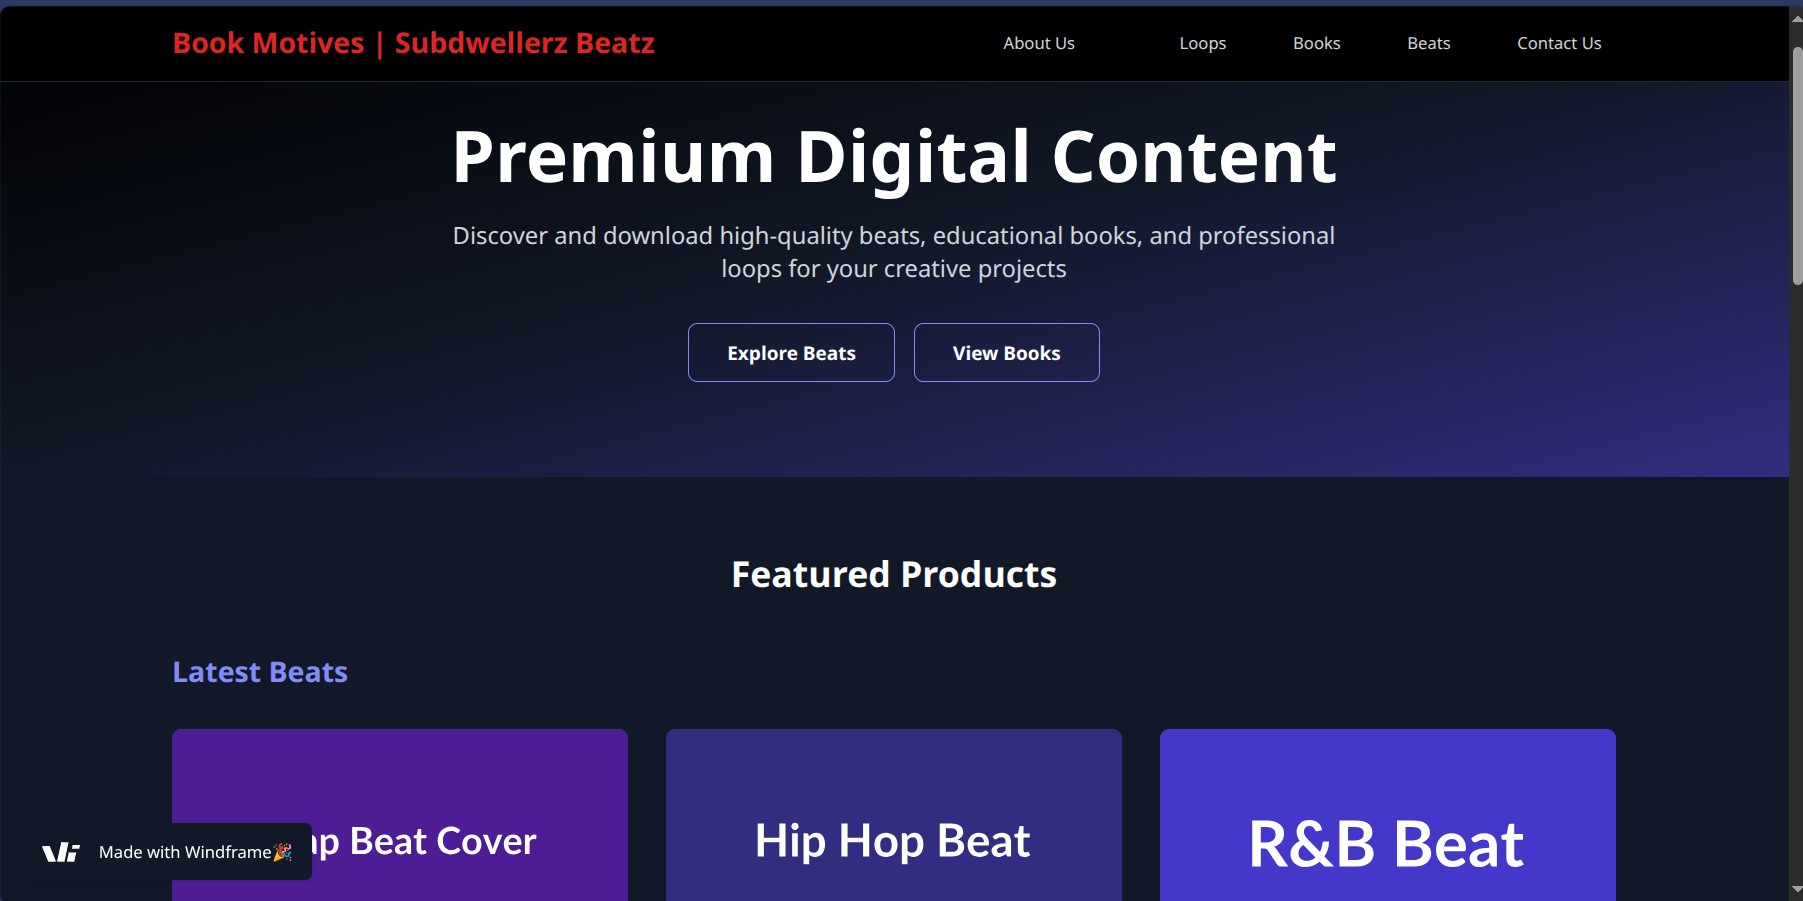 Book Motives | Subdwellerz Beatz
About Us
Loops
Books
Beats
Contact Us
Premium Digital Content
Discover and download high-quality beats, educational books, and professional
loops for your creative projects
Explore Beats
View Books
Featured Products
Latest Beats
Beat Cover
Hip Hop Beat
R&B Beat
Made with Windframe🎉